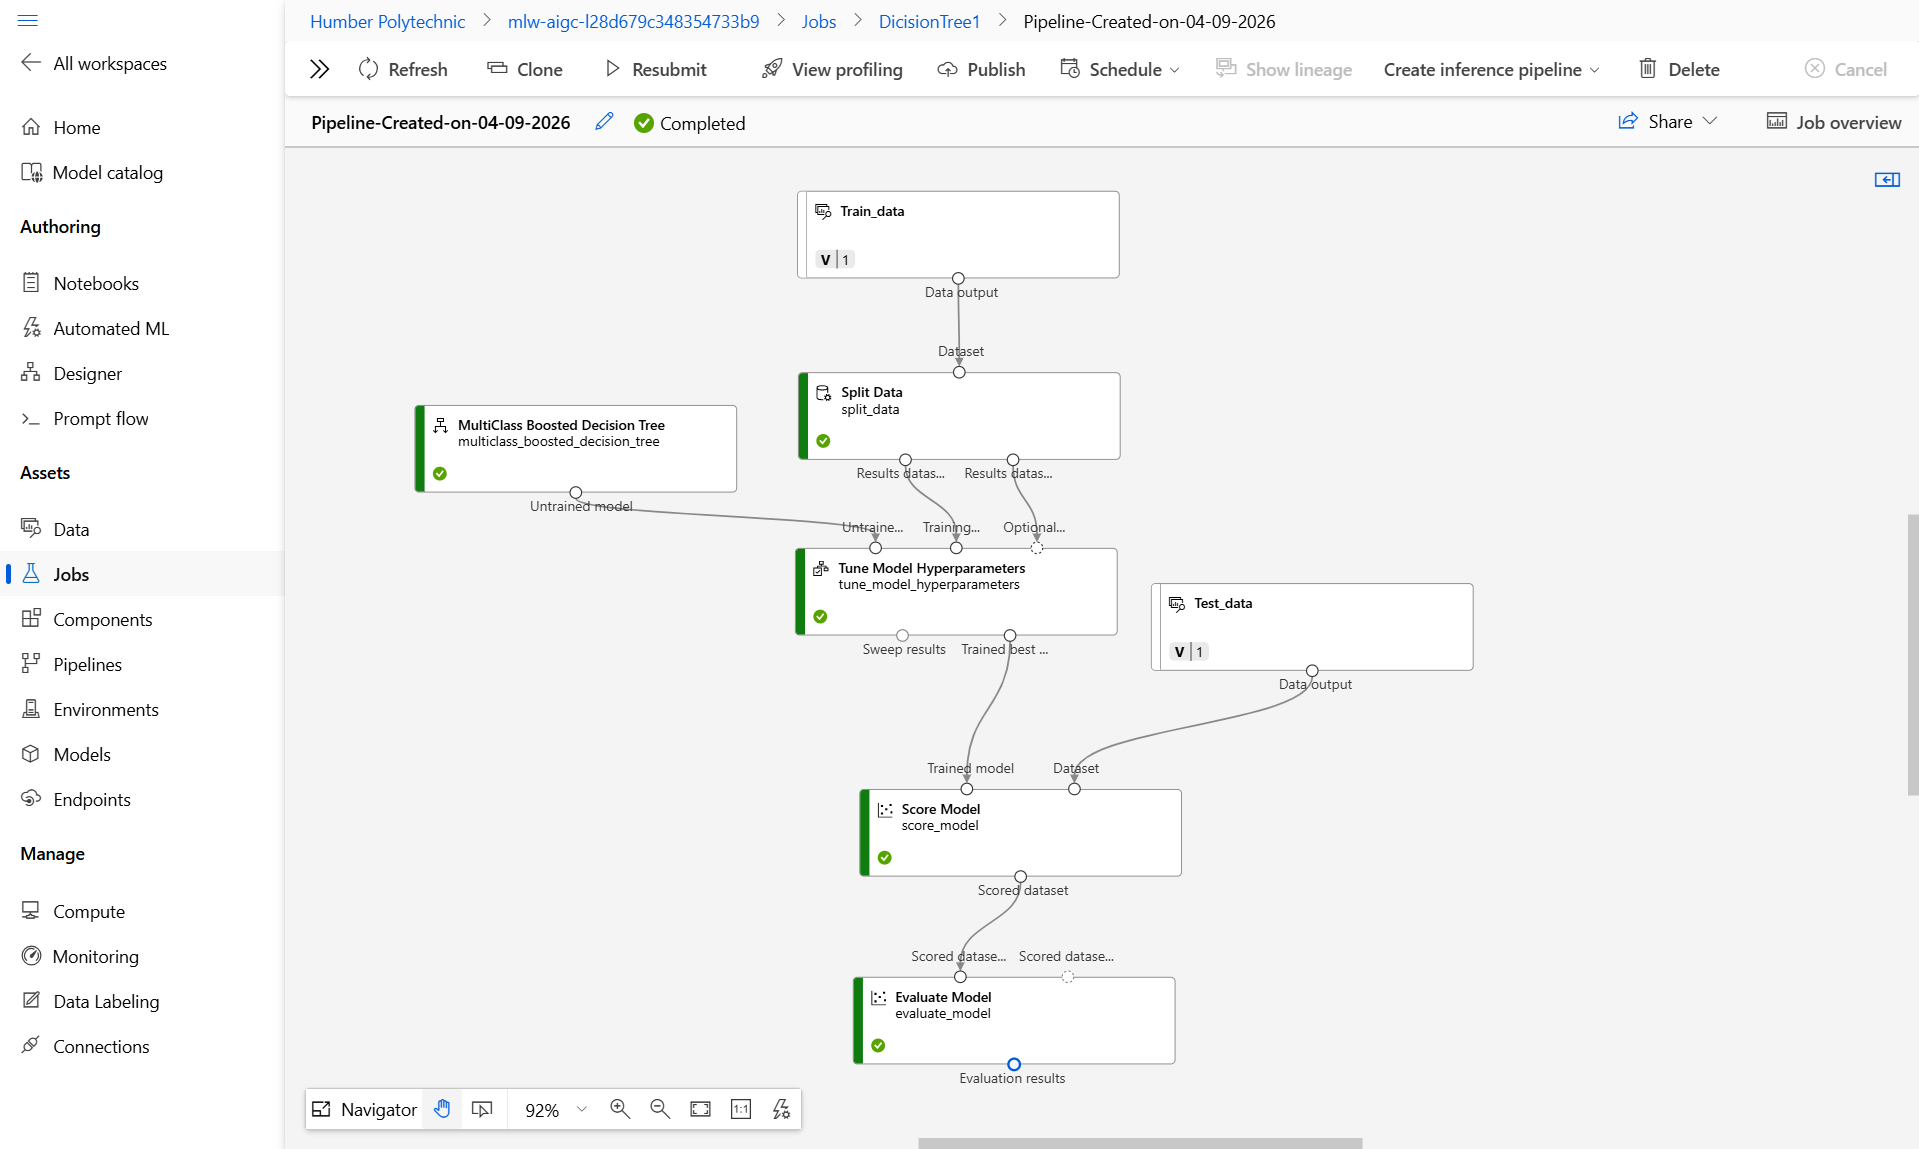 Humber Polytechnic > mlw-aigc-l28d679c348354733b9 > Jobs > DicisionTree1 > Pipeline-Created-on-04-09-2026
All workspaces
Home
Model catalog
Authoring
Notebooks
Automated ML
Designer
Prompt flow
Assets
Data
Jobs
Components
Pipelines
Environments
Models
Endpoints
Manage
Compute
Monitoring
Data Labeling
Connections
Refresh Clone Resubmit View profiling Publish Schedule Show lineage Create inference pipeline Delete Cancel
Pipeline-Created-on-04-09-2026 Completed Share Job overview
Train_data
V 1
Data output
Dataset
Split Data
split_data
Results datas... Results datas...
MultiClass Boosted Decision Tree
multiclass_boosted_decision_tree
Untrained model
Untraine... Training... Optional...
Tune Model Hyperparameters
tune_model_hyperparameters
Sweep results Trained best ...
Test_data
V 1
Data output
Trained model Dataset
Score Model
score_model
Scored dataset
Scored datase... Scored datase...
Evaluate Model
evaluate_model
Evaluation results
Navigator 92% 1:1